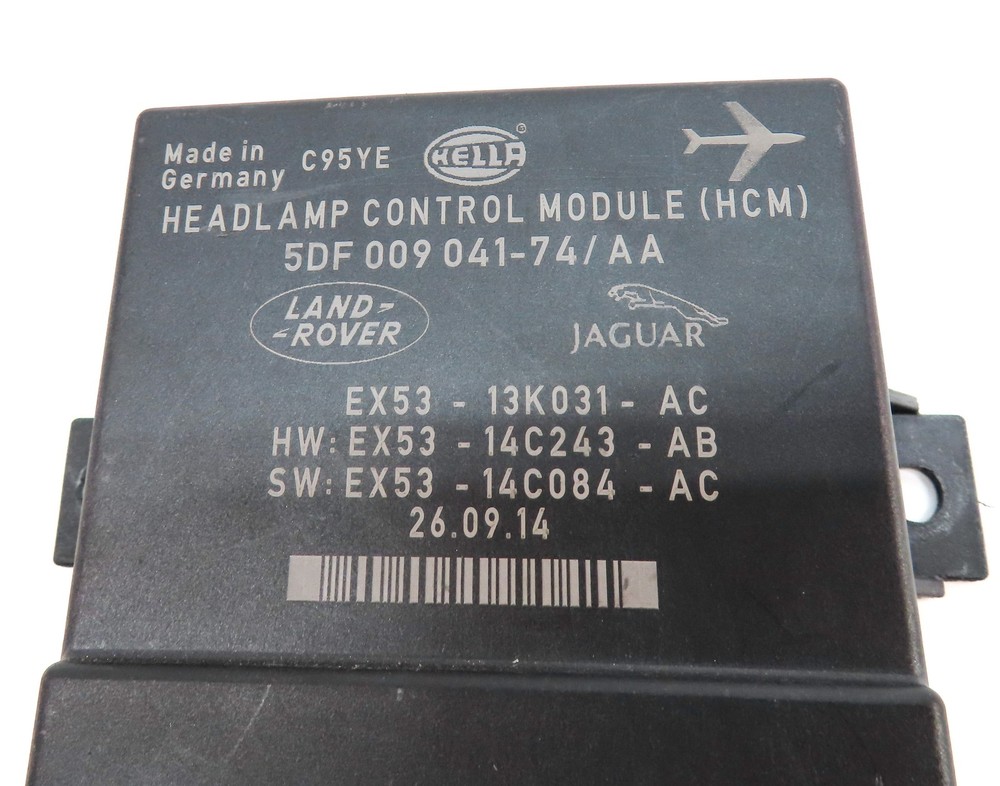 Made in Germany C95YE HELLA ®
HEADLAMP CONTROL MODULE (HCM)
5DF 009 041-74/AA
LAND-
-ROVER
JAGUAR
EX53 - 13K031 - AC
HW: EX53 - 14C243 - AB
SW: EX53 - 14C084 - AC
26.09.14